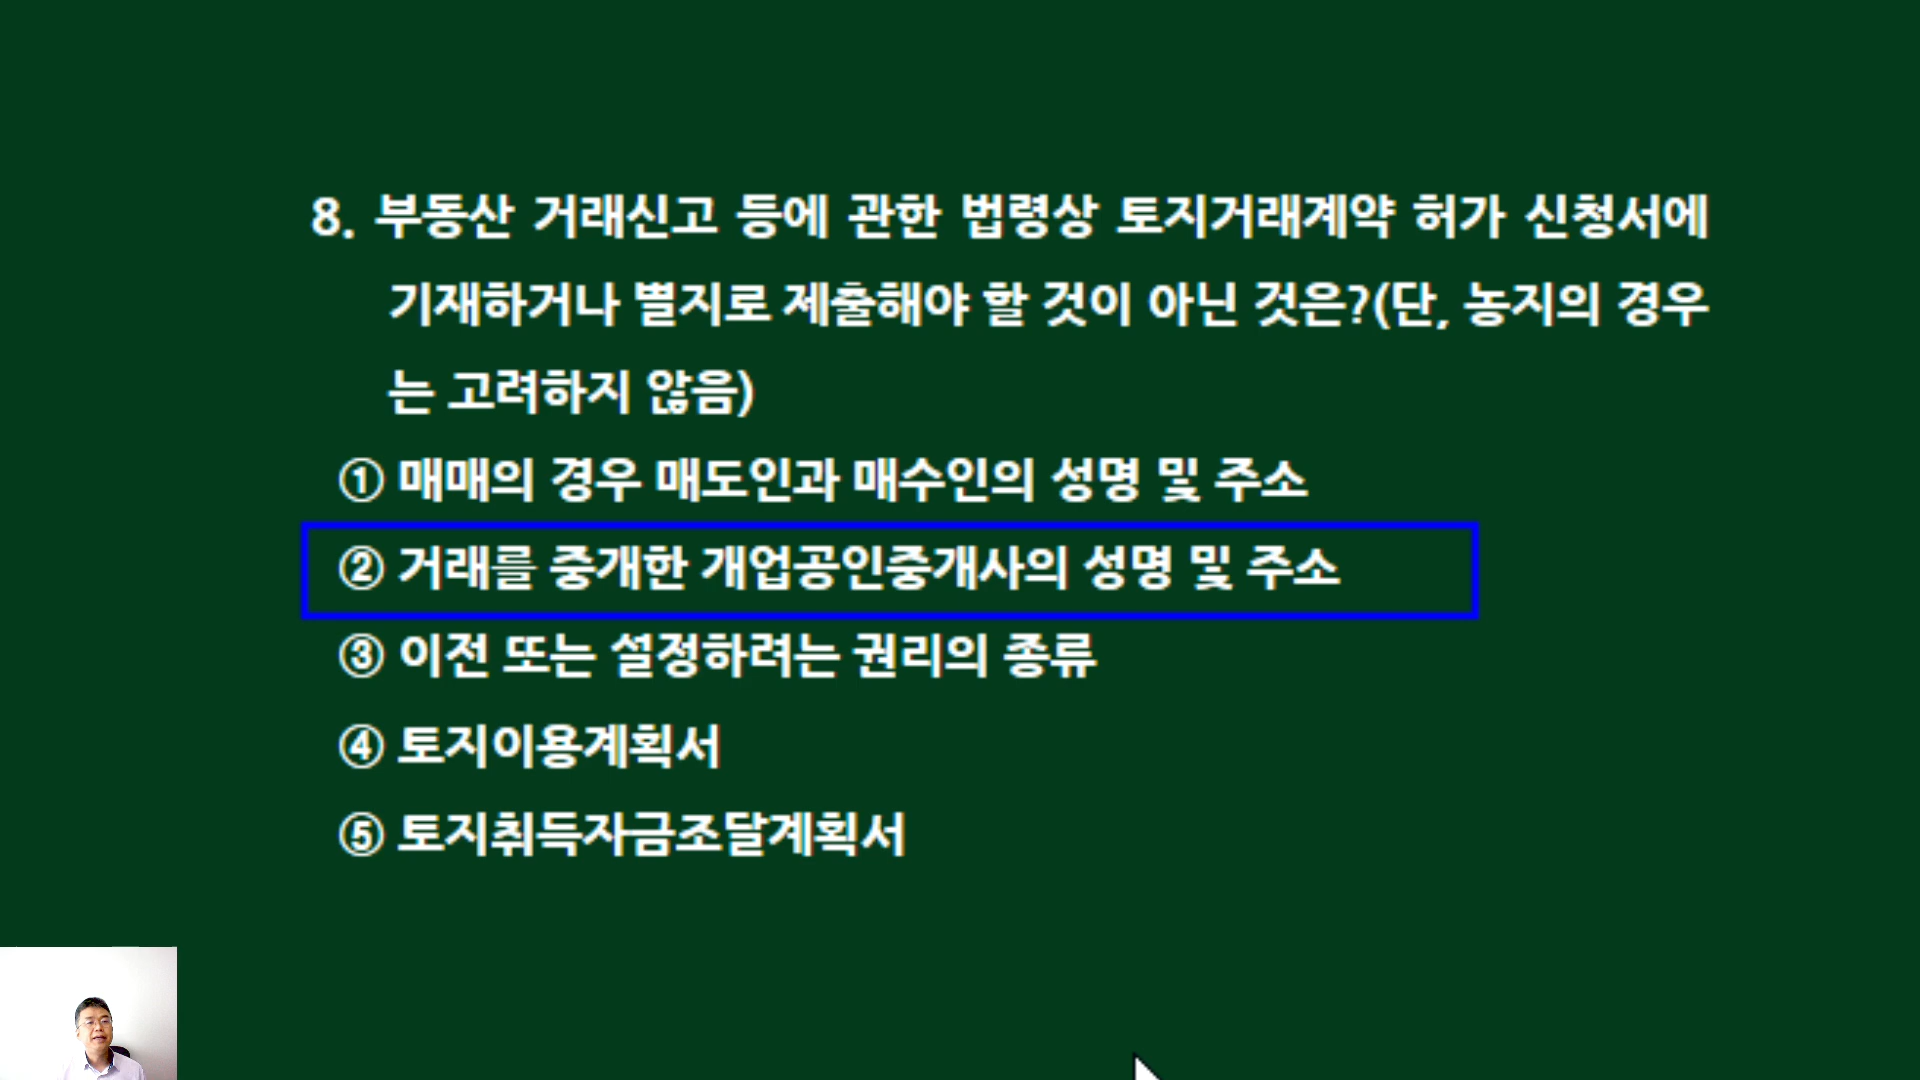 8. 부동산 거래신고 등에 관한 법령상 토지거래계약 허가 신청서에
기재하거나 별지로 제출해야 할 것이 아닌 것은?(단, 농지의 경우
는 고려하지 않음)
① 매매의 경우 매도인과 매수인의 성명 및 주소
② 거래를 중개한 개업공인중개사의 성명 및 주소
③ 이전 또는 설정하려는 권리의 종류
④ 토지이용계획서
⑤ 토지취득자금조달계획서